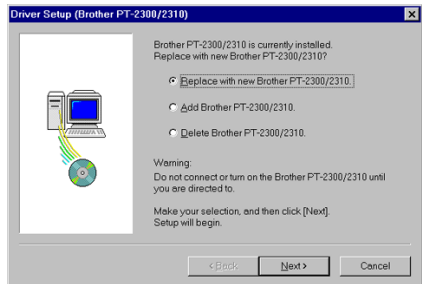 Driver Setup (Brother PT-2300/2310)
Brother PT-2300/2310 is currently installed.
Replace with new Brother PT-2300/2310?
Replace with new Brother PT-2300/2310.
Add Brother PT-2300/2310.
Delete Brother PT-2300/2310.
Warning:
Do not connect or turn on the Brother PT-2300/2310 until
you are directed to.
Make your selection, and then click [Next].
Setup will begin.
< Back Next > Cancel